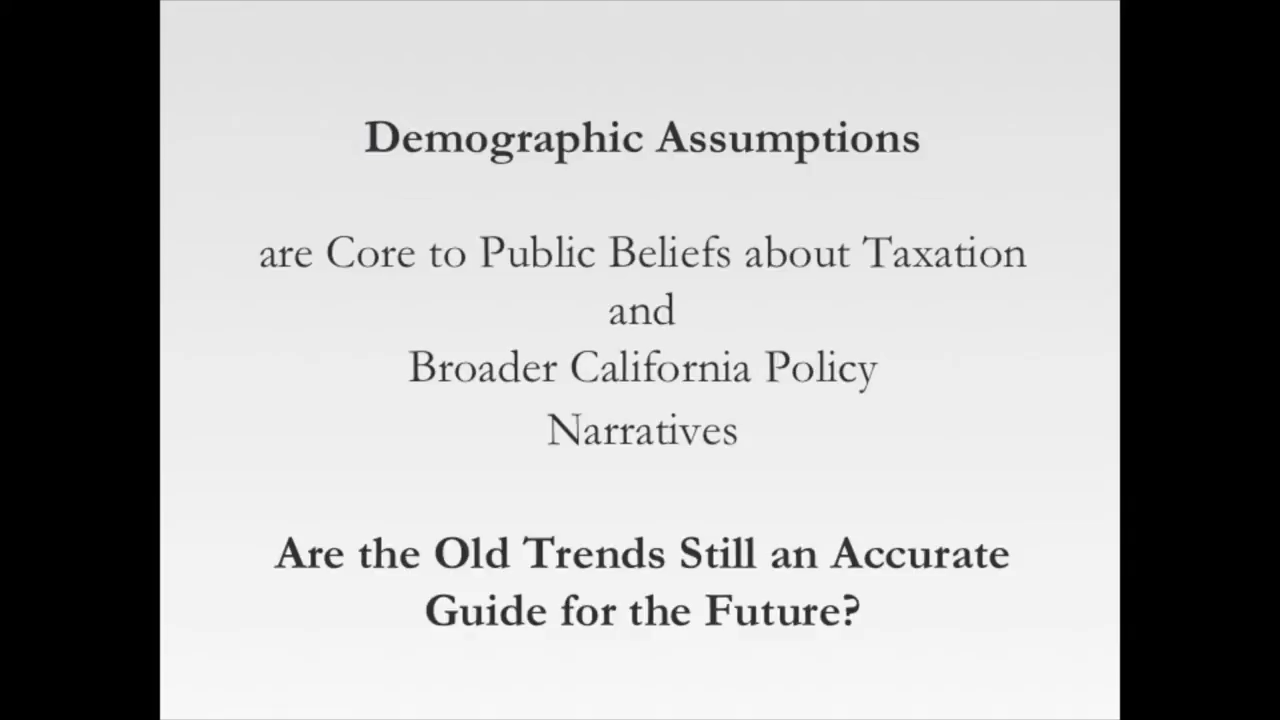 Demographic Assumptions
are Core to Public Beliefs about Taxation
and
Broader California Policy
Narratives
Are the Old Trends Still an Accurate
Guide for the Future?